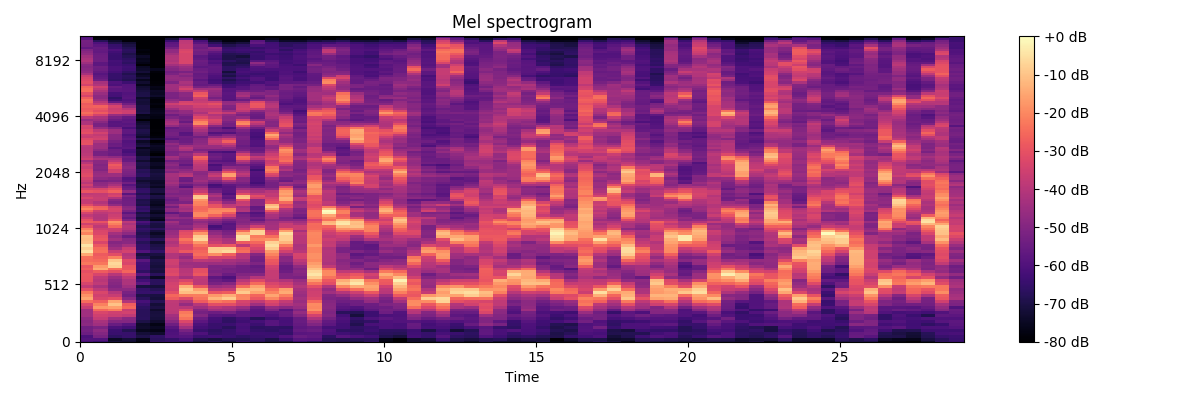 Mel spectrogram
Hz
8192
4096
2048
1024
512
0
0 5 10 15 20 25
Time
+0 dB
-10 dB
-20 dB
-30 dB
-40 dB
-50 dB
-60 dB
-70 dB
-80 dB